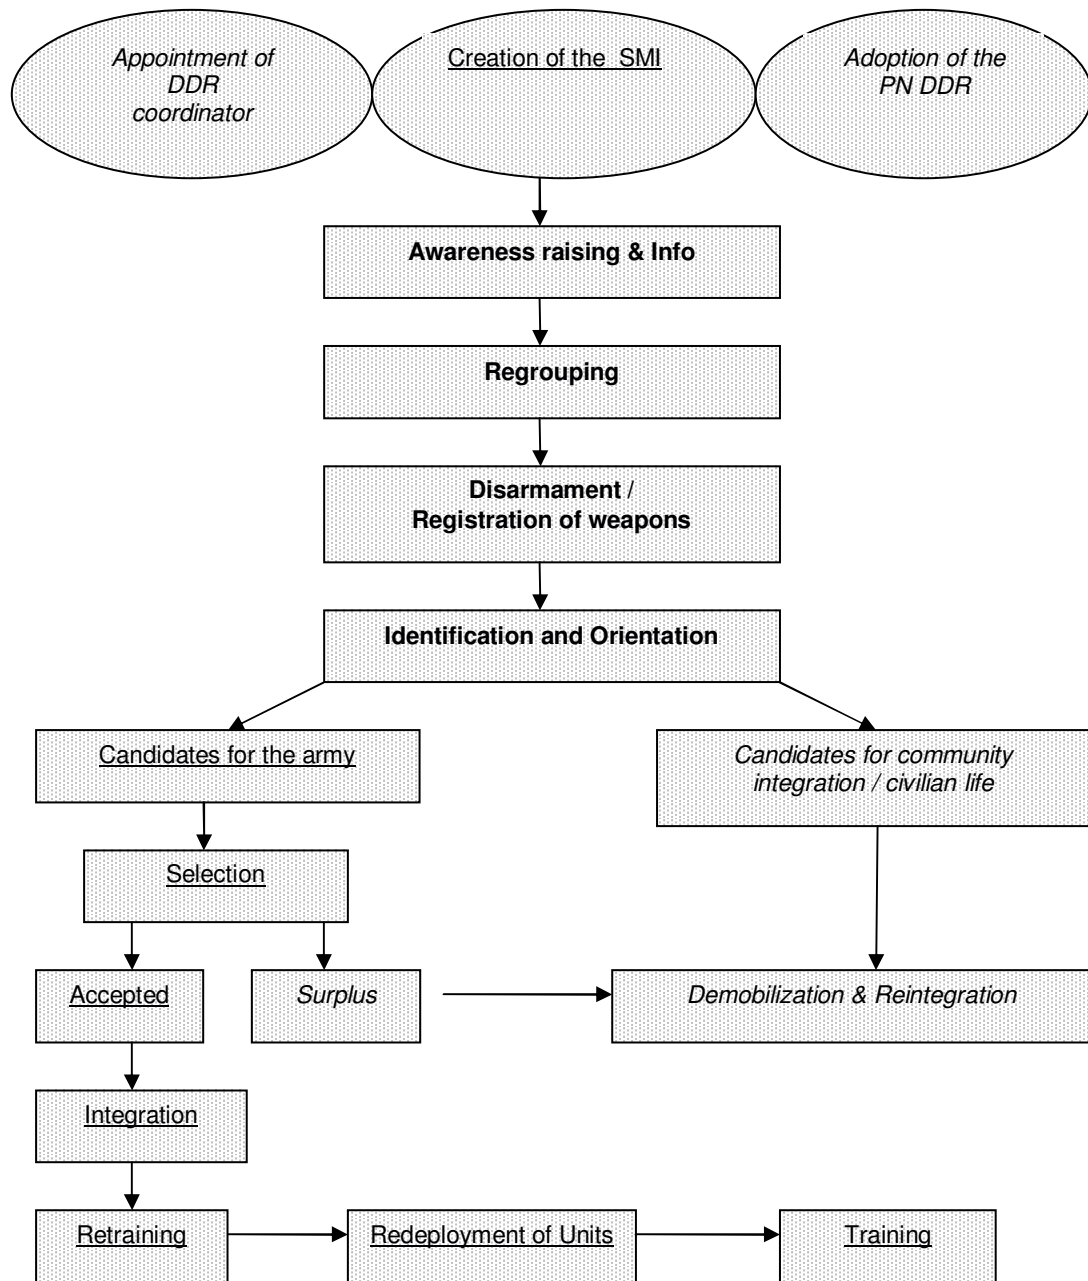 Appointment of
DDR
coordinator
Creation of the SMI
Adoption of the
PN DDR
Awareness raising & Info
Regrouping
Disarmament /
Registration of weapons
Identification and Orientation
Candidates for the army
Candidates for community
integration / civilian life
Selection
Accepted
Surplus
Demobilization & Reintegration
Integration
Retraining
Redeployment of Units
Training